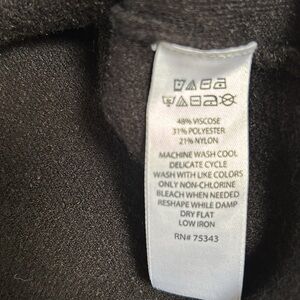 48% VISCOSE
31% POLYESTER
21% NYLON
MACHINE WASH COOL
DELICATE CYCLE
WASH WITH LIKE COLORS
ONLY NON-CHLORINE
BLEACH WHEN NEEDED
RESHAPE WHILE DAMP
DRY FLAT
LOW IRON
RN# 75343